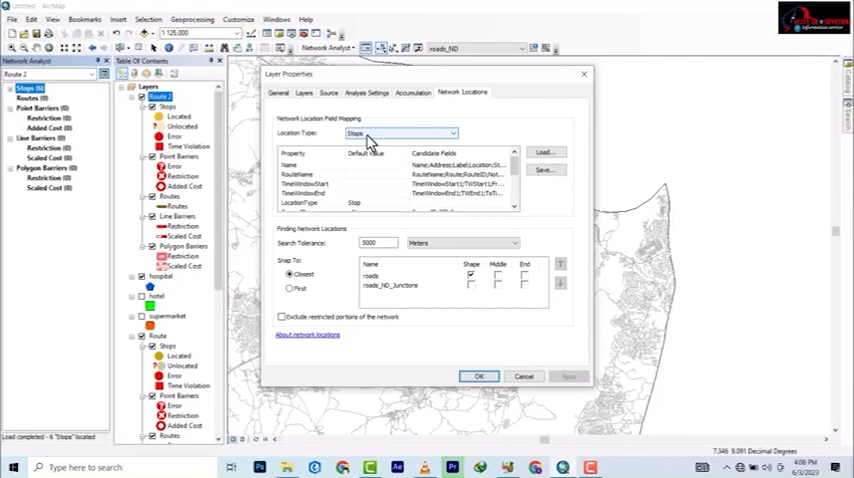 untitled - ArcMap
File Edit View Bookmarks Insert Selection Geoprocessing Customize Windows Help
1:125,000
Network Analyst roads_ND
Network Analyst
Route 2
Stops (6)
Routes (0)
Point Barriers (0)
Restriction (0)
Added Cost (0)
Line Barriers (0)
Restriction (0)
Scaled Cost (0)
Polygon Barriers (0)
Restriction (0)
Scaled Cost (0)
Load completed - 6 "Stops" located
Table Of Contents
Layers
Route 2
Stops
Located
Unlocated
Error
Time Violation
Point Barriers
Error
Restriction
Added Cost
Routes
Routes
Line Barriers
Restriction
Scaled Cost
Polygon Barriers
Restriction
Scaled Cost
hospital
hotel
supermarket
Route
Stops
Located
Unlocated
Error
Time Violation
Point Barriers
Error
Restriction
Added Cost
Routes
Layer Properties
General Layers Source Analysis Settings Accumulation Network Locations
Network Location Field Mapping
Location Type: Stops
Property Default Value Candidate Fields
Name Name;Address;Label;Location;St...
RouteName RouteName;Route;RouteID;Not...
TimeWindowStart TimeWindowStart1;TWStart1;Fr...
TimeWindowEnd TimeWindowEnd1;TWEnd1;ToTi...
LocationType Stop
Load...
Save...
Finding Network Locations
Search Tolerance: 5000 Meters
Snap To:
Closest
First
Name Shape Middle End
roads
roads_ND_Junctions
Exclude restricted portions of the network
About network locations
OK Cancel Apply
Catalog
Search
7.346 9.091 Decimal Degrees
Type here to search
4:08 PM
6/3/2023